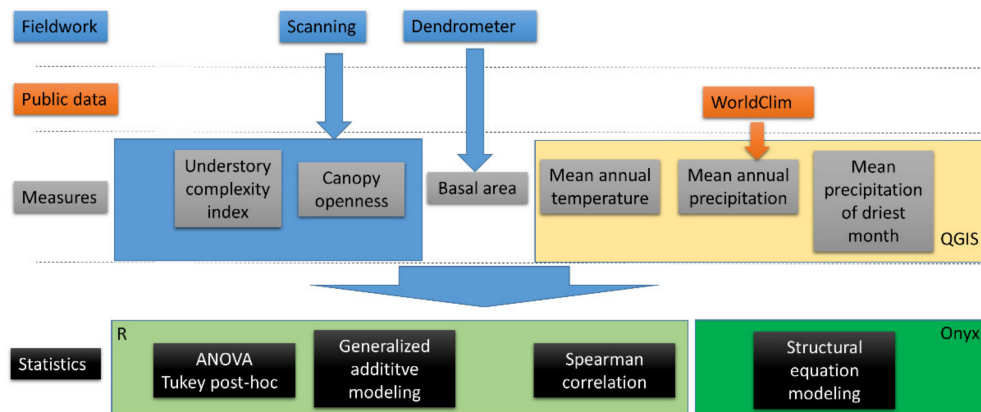 Fieldwork
Scanning
Dendrometer
Public data
WorldClim
Measures
Understory
complexity
index
Canopy
openness
Basal area
Mean annual
temperature
Mean annual
precipitation
Mean
precipitation
of driest
month
QGIS
Statistics
R
ANOVA
Tukey post-hoc
Generalized
addititve
modeling
Spearman
correlation
Onyx
Structural
equation
modeling